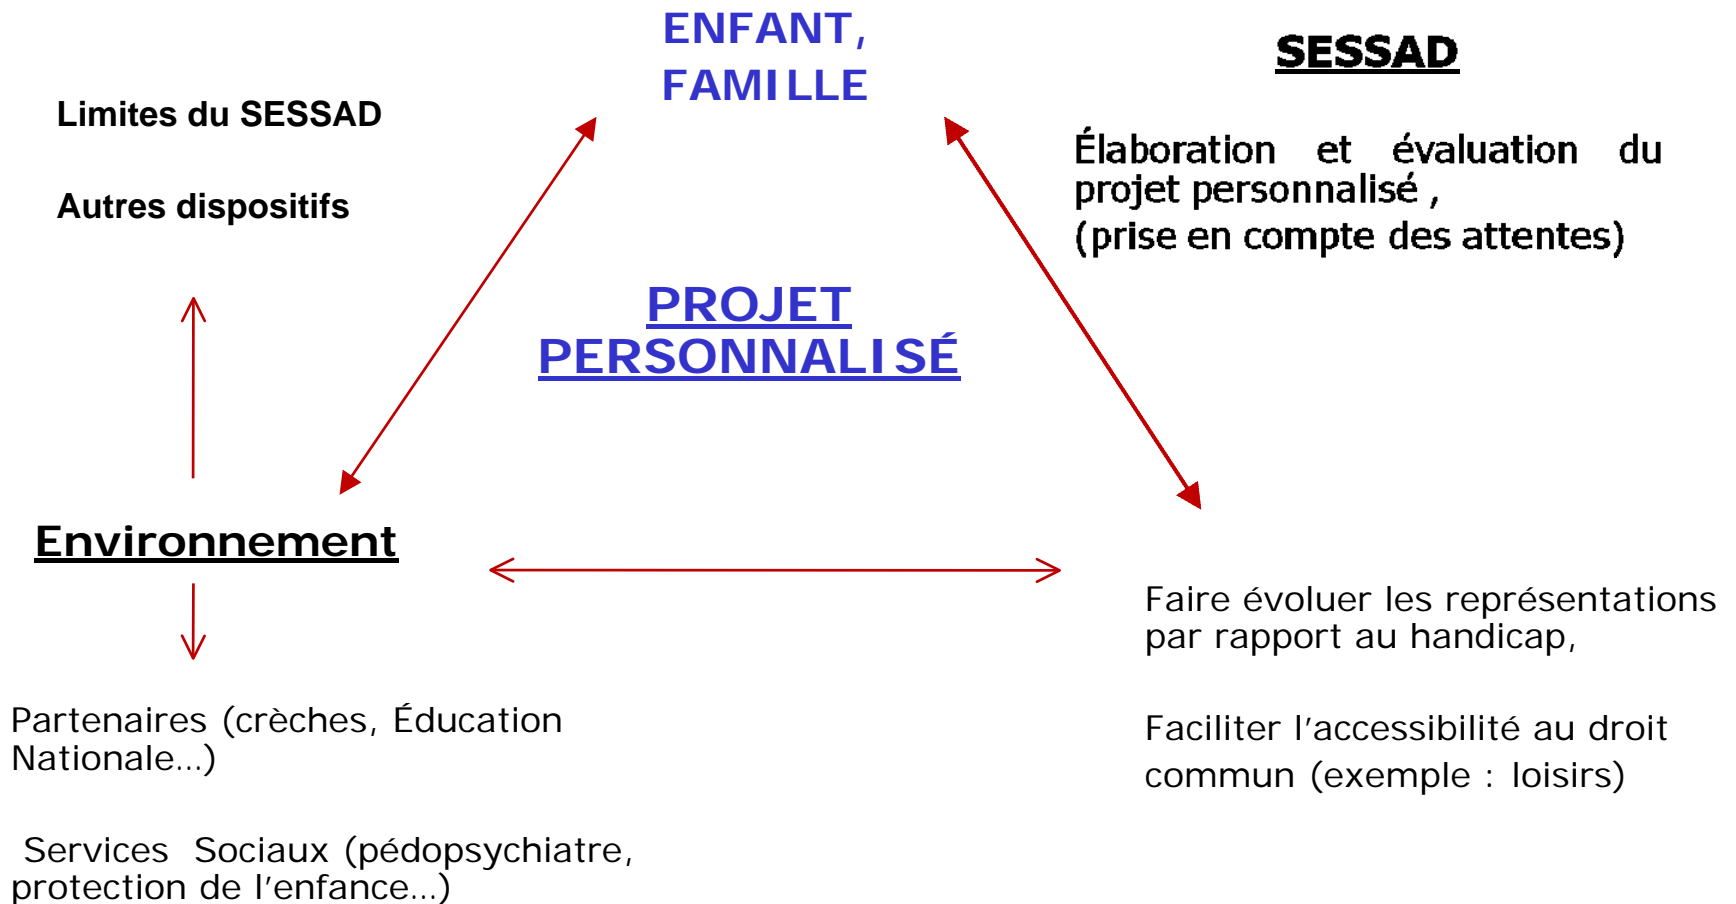 ENFANT,
FAMILLE
SESSAD
Élaboration et évaluation du
projet personnalisé,
(prise en compte des attentes)
Limites du SESSAD
Autres dispositifs
PROJET
PERSONNALISÉ
Environnement
Faire évoluer les représentations
par rapport au handicap,
Faciliter l’accessibilité au droit
commun (exemple : loisirs)
Partenaires (crèches, Éducation
Nationale…)
Services Sociaux (pédopsychiatre,
protection de l’enfance…)